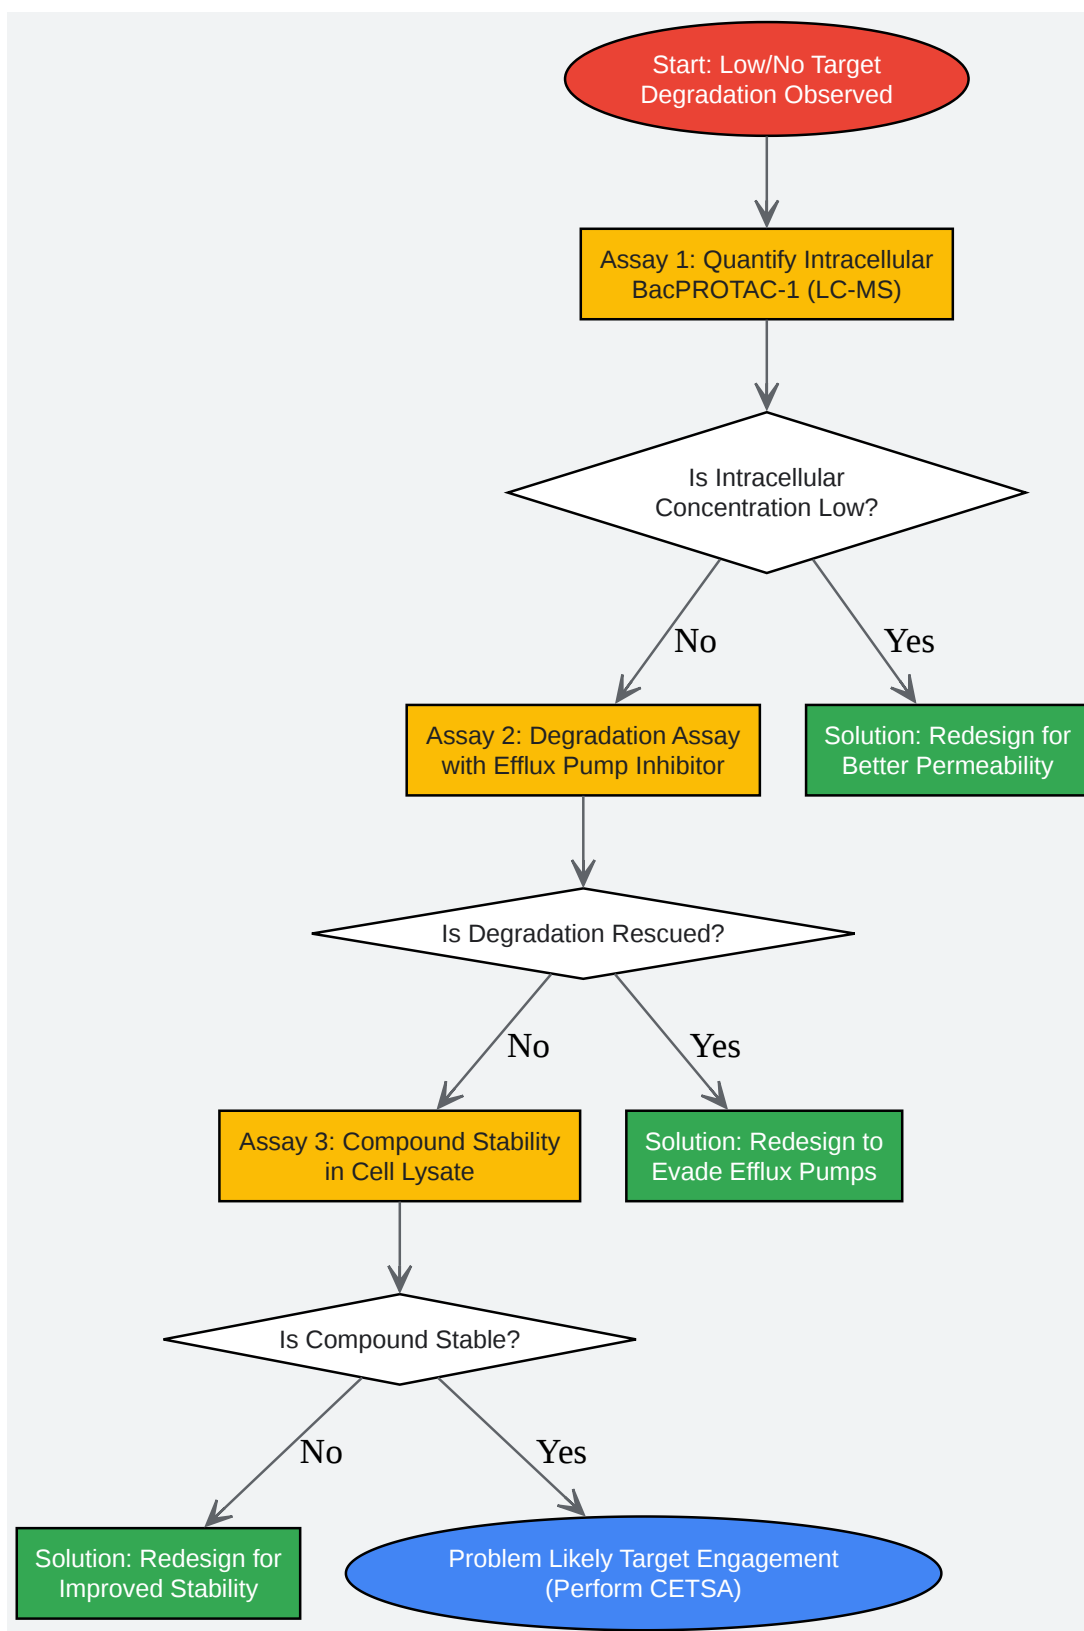 Start: Low/No Target
Degradation Observed
Assay 1: Quantify Intracellular
BacPROTAC-1 (LC-MS)
Is Intracellular
Concentration Low?
No
Yes
Assay 2: Degradation Assay
with Efflux Pump Inhibitor
Solution: Redesign for
Better Permeability
Is Degradation Rescued?
No
Yes
Assay 3: Compound Stability
in Cell Lysate
Solution: Redesign to
Evade Efflux Pumps
Is Compound Stable?
No
Yes
Solution: Redesign for
Improved Stability
Problem Likely Target Engagement
(Perform CETSA)